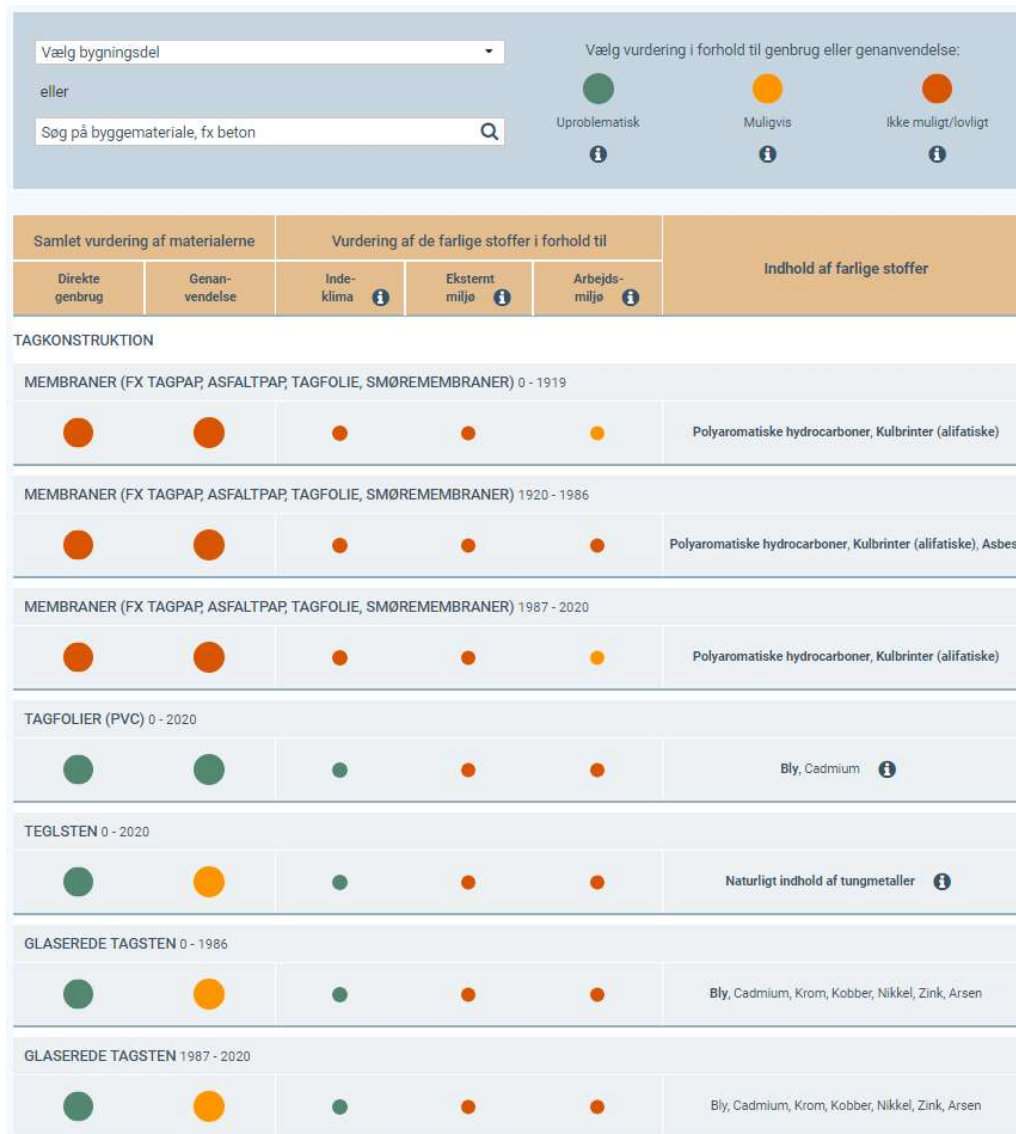 Vælg bygningsdel
eller
Søg på byggemateriale, fx beton
Vælg vurdering i forhold til genbrug eller genanvendelse:
Uproblematisk
Muligvis
Ikke muligt/lovligt
Samlet vurdering af materialerne
Vurdering af de farlige stoffer i forhold til
Indhold af farlige stoffer
Direkte
genbrug
Genan-
vendelse
Inde-
klima
Eksternt
miljø
Arbejds-
miljø
TAGKONSTRUKTION
MEMBRANER (FX TAGPAP, ASFALTPAP, TAGFOLIE, SMØREMEMBRANER) 0 - 1919
Polyaromatiske hydrocarboner, Kulbrinter (alifatiske)
MEMBRANER (FX TAGPAP, ASFALTPAP, TAGFOLIE, SMØREMEMBRANER) 1920 - 1986
Polyaromatiske hydrocarboner, Kulbrinter (alifatiske), Asbes
MEMBRANER (FX TAGPAP, ASFALTPAP, TAGFOLIE, SMØREMEMBRANER) 1987 - 2020
Polyaromatiske hydrocarboner, Kulbrinter (alifatiske)
TAGFOLIER (PVC) 0 - 2020
Bly, Cadmium
TEGLSTEN 0 - 2020
Naturligt indhold af tungmetaller
GLASEREDE TAGSTEN 0 - 1986
Bly, Cadmium, Krom, Kobber, Nikkel, Zink, Arsen
GLASEREDE TAGSTEN 1987 - 2020
Bly, Cadmium, Krom, Kobber, Nikkel, Zink, Arsen